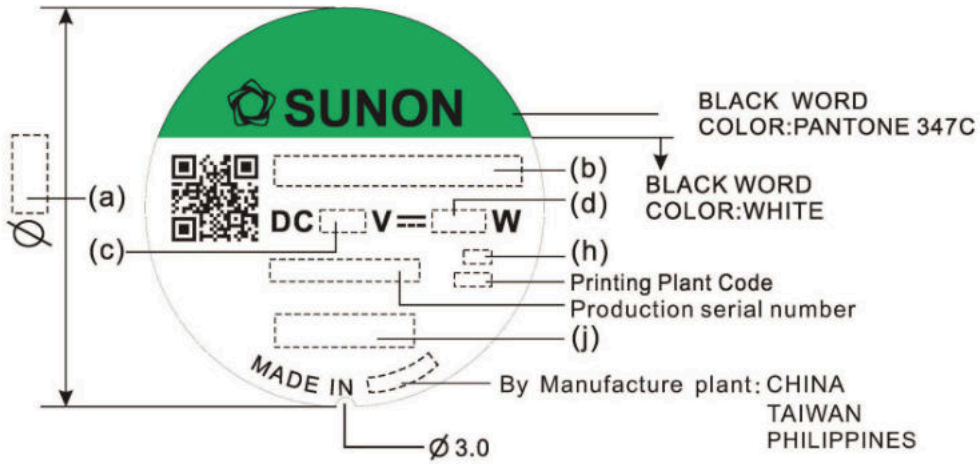 SUNON
BLACK WORD
COLOR:PANTONE 347C
(b)
(a)
BLACK WORD
COLOR:WHITE
(d)
DC V W
Ø
(c)
(h)
Printing Plant Code
Production serial number
(j)
MADE IN
By Manufacture plant: CHINA
TAIWAN
PHILIPPINES
Ø 3.0